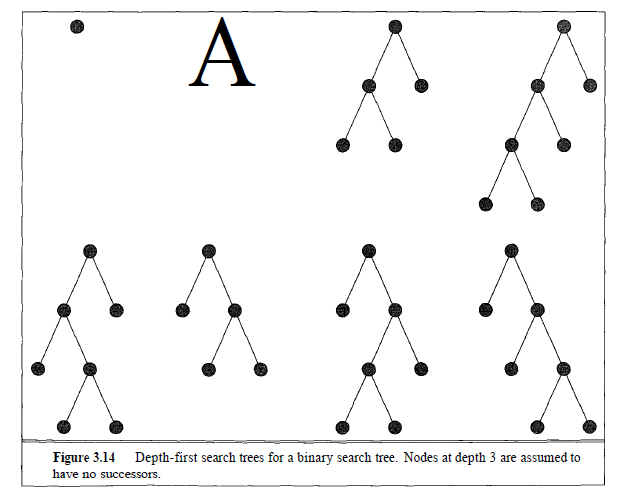 A
Figure 3.14 Depth-first search trees for a binary search tree. Nodes at depth 3 are assumed to
have no successors.